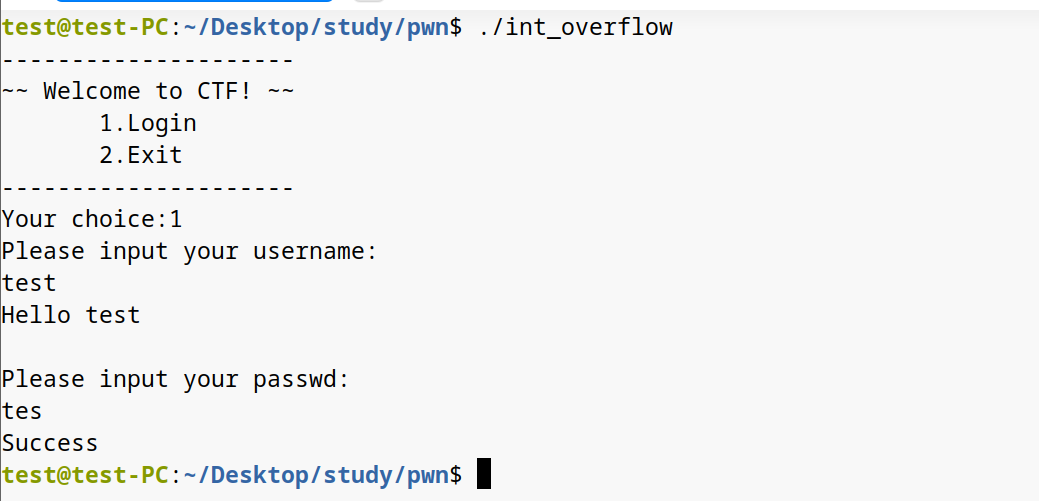 test@test-PC:~/Desktop/study/pwn$ ./int_overflow
---------------------
~~ Welcome to CTF! ~~
       1.Login
       2.Exit
---------------------
Your choice:1
Please input your username:
test
Hello test

Please input your passwd:
tes
Success
test@test-PC:~/Desktop/study/pwn$